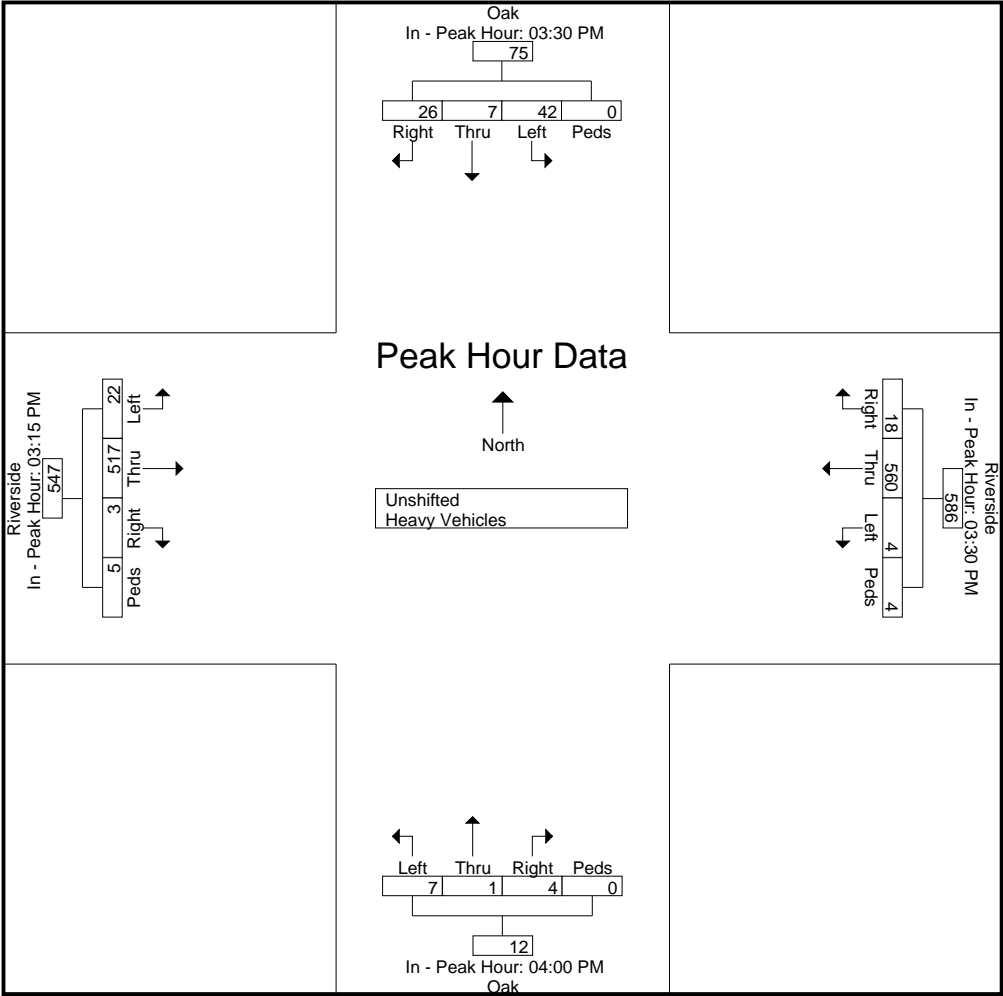 Oak
In - Peak Hour: 03:30 PM
75
26 7 42 0
Right Thru Left Peds
Peak Hour Data
North
Unshifted
Heavy Vehicles
Riverside
In - Peak Hour: 03:15 PM
547
22 517 3 5
Left Thru Right Peds
Riverside
In - Peak Hour: 03:30 PM
586
18 560 4 4
Right Thru Left Peds
Left Thru Right Peds
7 1 4 0
12
In - Peak Hour: 04:00 PM
Oak